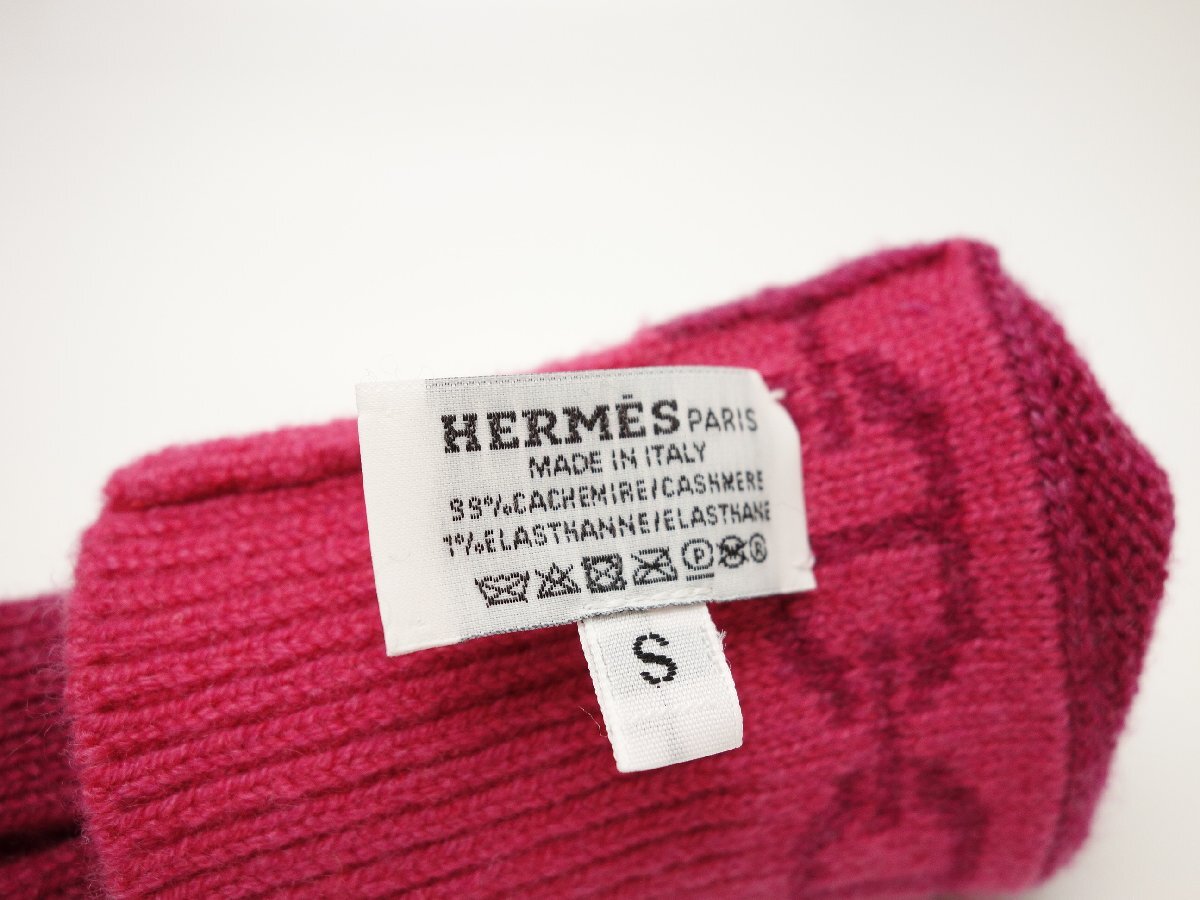 HERMÈS PARIS
MADE IN ITALY
99%CACHEMIRE/CASHMERE
1%ELASTHANNE/ELASTHANE
P ®
S